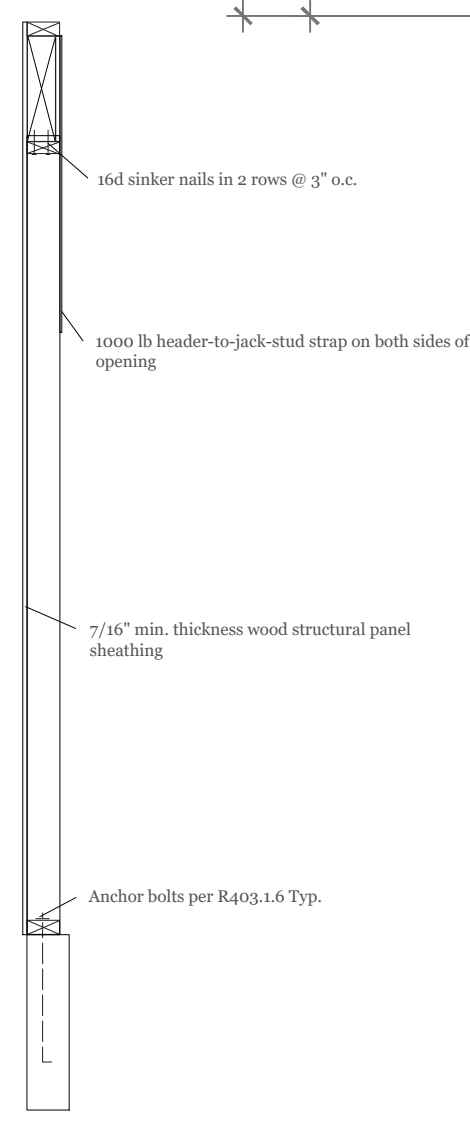 16d sinker nails in 2 rows @ 3" o.c.
1000 lb header-to-jack-stud strap on both sides of
opening
7/16" min. thickness wood structural panel
sheathing
Anchor bolts per R403.1.6 Typ.